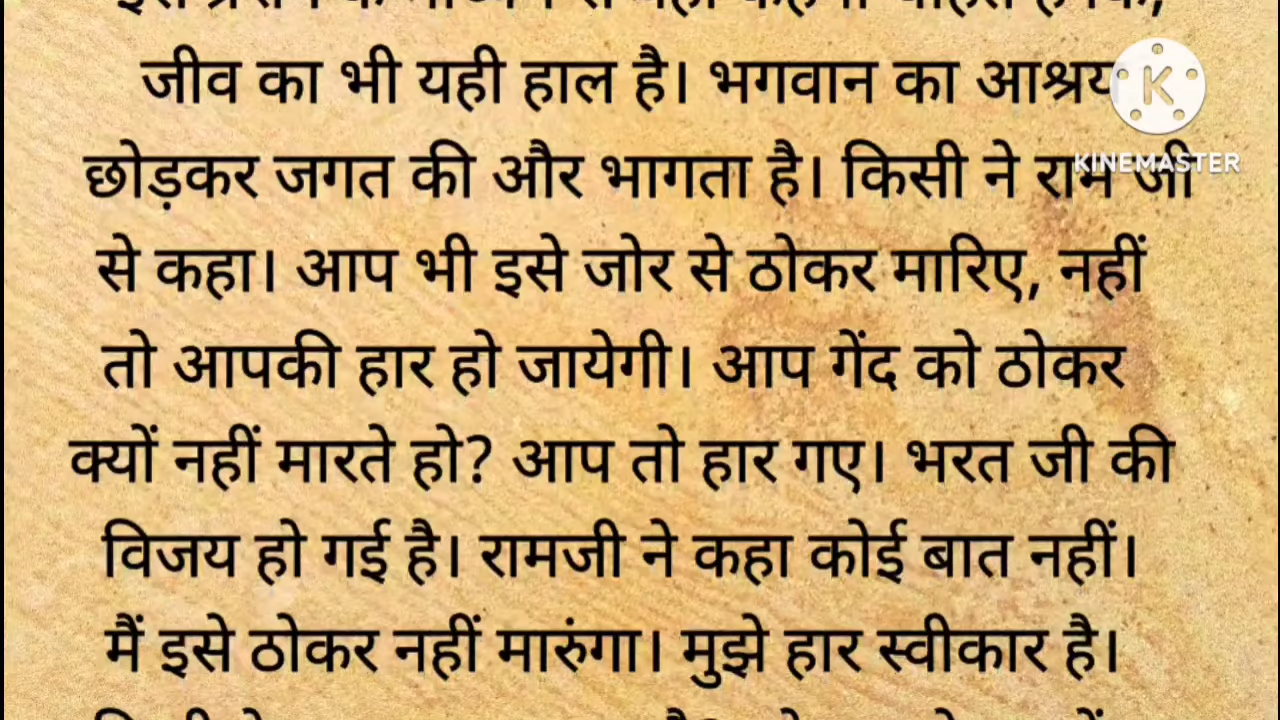 जीव का भी यही हाल है। भगवान का आश्रय
छोड़कर जगत की और भागता है। किसी ने राम जी
से कहा। आप भी इसे जोर से ठोकर मारिए, नहीं
तो आपकी हार हो जायेगी। आप गेंद को ठोकर
क्यों नहीं मारते हो? आप तो हार गए। भरत जी की
विजय हो गई है। रामजी ने कहा कोई बात नहीं।
मैं इसे ठोकर नहीं मारुंगा। मुझे हार स्वीकार है।
K
KINEMASTER